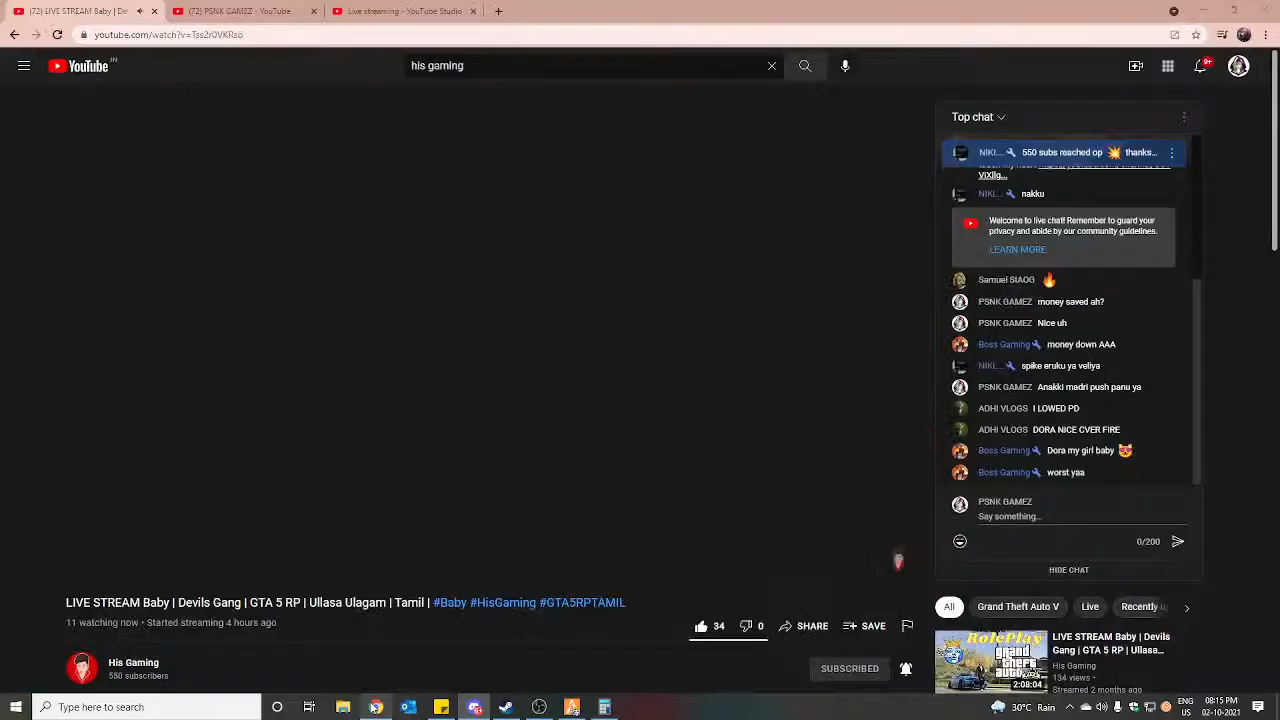 (72) LIVE STREAM Baby | De
(72) PSNK GAMEZ - YouTube
Live streaming - YouTube Studio
youtube.com/watch?v=Tss2r0VKRso
YouTube IN
his gaming
9+
Top chat
NIKI.... 550 subs reached op 💥 thanks...
VIXlIg...
NIKI.... nakku
Welcome to live chat! Remember to guard your
privacy and abide by our community guidelines.
LEARN MORE
Samuel SIAOG 🔥
PSNK GAMEZ money saved ah?
PSNK GAMEZ Nice uh
Boss Gaming money down AAA
NIKI.... spike eruku ya veliya
PSNK GAMEZ Anakki madri push panu ya
ADHI VLOGS I LOWED PD
ADHI VLOGS DORA NICE CVER FIRE
Boss Gaming Dora my girl baby 😻
Boss Gaming worst yaa
PSNK GAMEZ
Say something...
0/200
HIDE CHAT
LIVE STREAM Baby | Devils Gang | GTA 5 RP | Ullasa Ulagam | Tamil | #Baby #HisGaming #GTA5RPTAMIL
11 watching now • Started streaming 4 hours ago
34 0 SHARE SAVE
His Gaming
550 subscribers
SUBSCRIBED
All Grand Theft Auto V Live Recently u
RolePlay
grand
theft
auto
2:08:04
LIVE STREAM Baby | Devils
Gang | GTA 5 RP | Ullasa...
His Gaming
134 views •
Streamed 2 months ago
Type here to search
30°C Rain
ENG
US
08:15 PM
02-10-2021